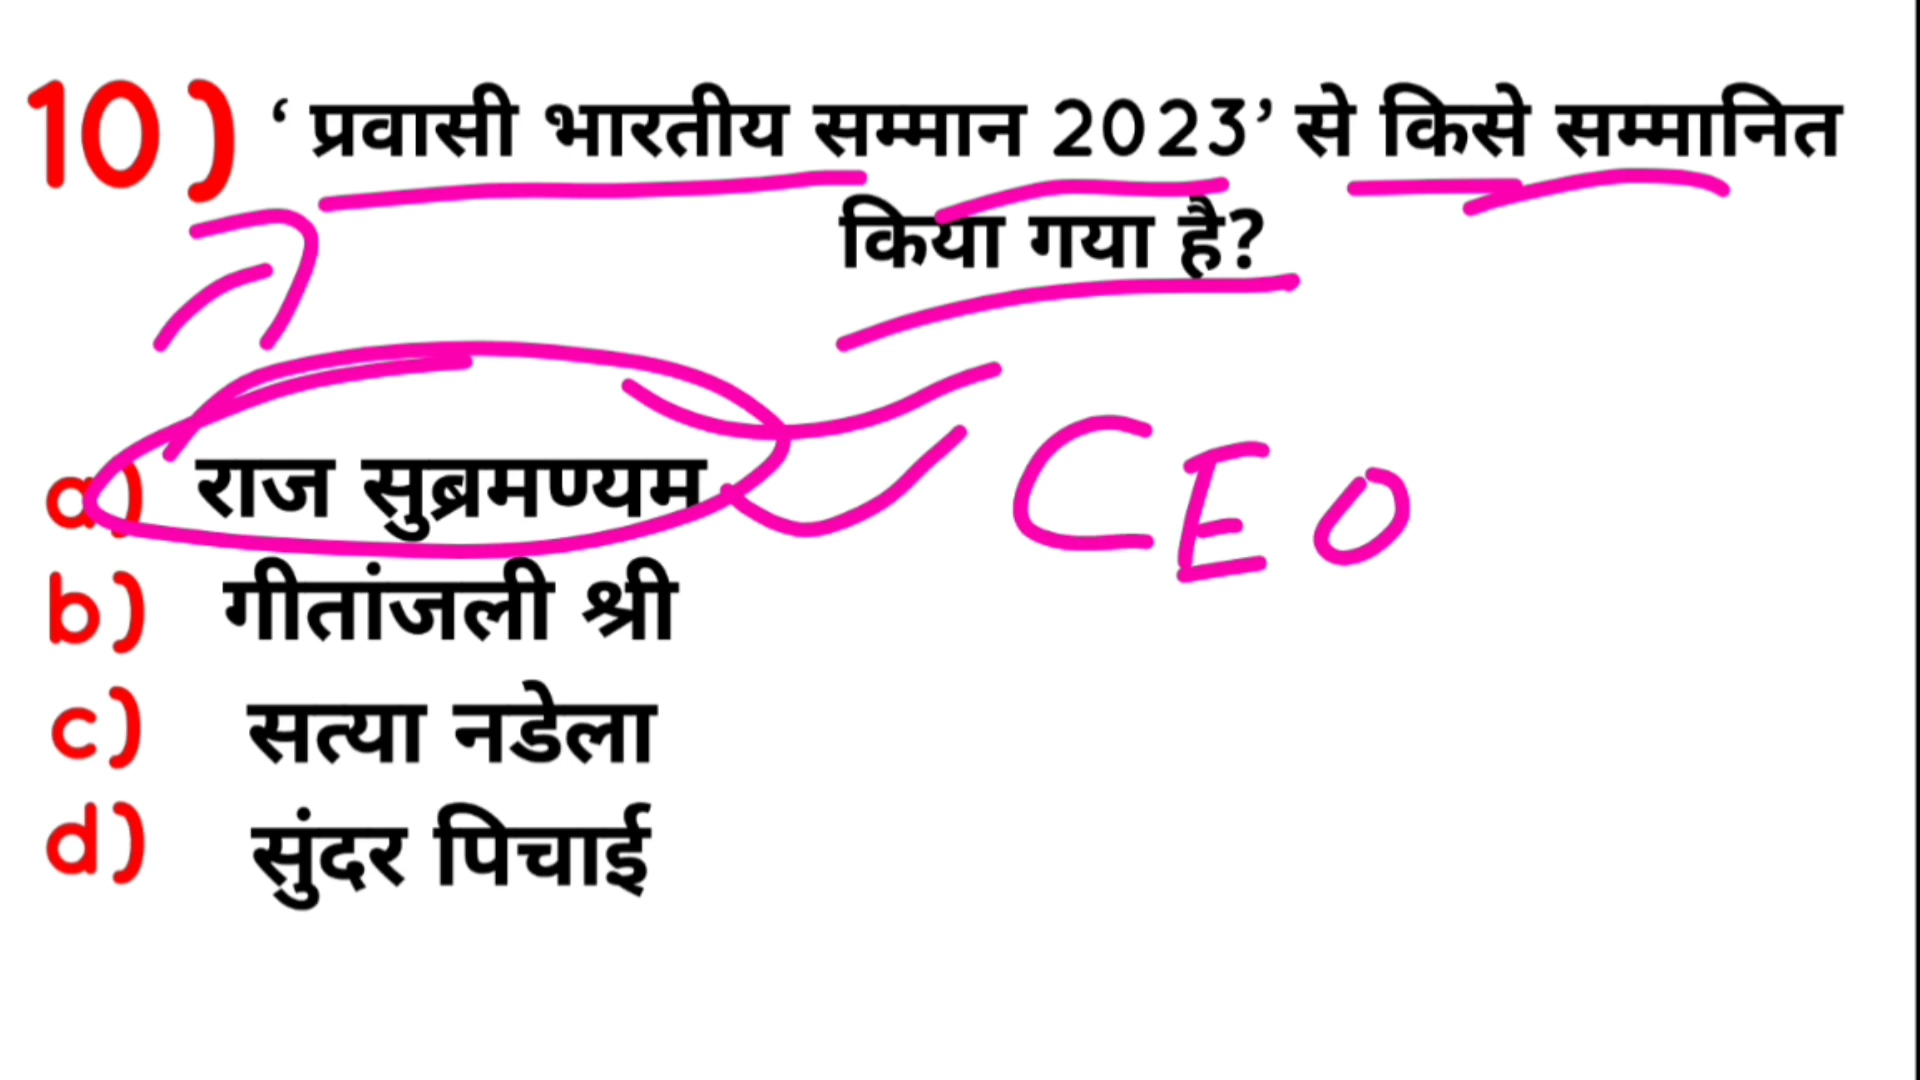 10) ‘ प्रवासी भारतीय सम्मान 2023’ से किसे सम्मानित
किया गया है?
a) राज सुब्रमण्यम
CEO
b) गीतांजली श्री
c) सत्या नडेला
d) सुंदर पिचाई